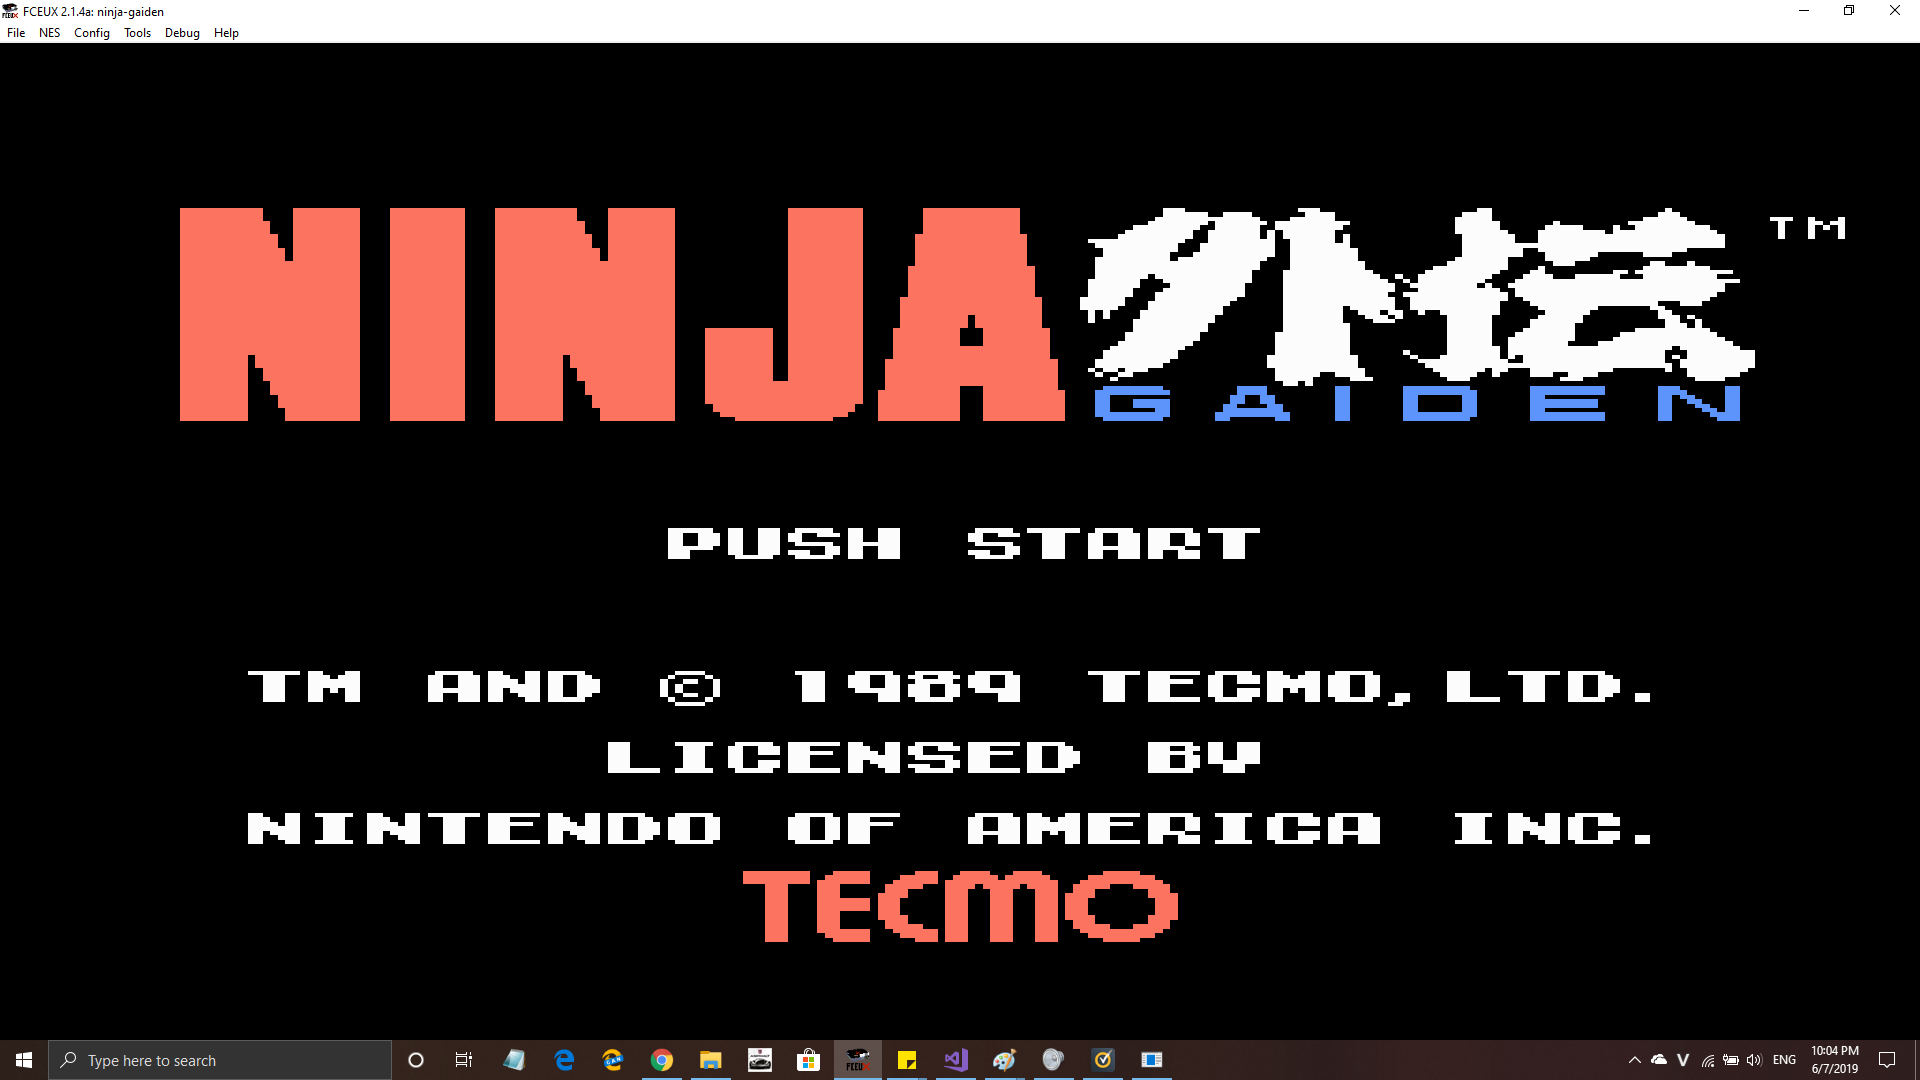 FCEUX 2.1.4a: ninja-gaiden
File NES Config Tools Debug Help
NINJA 外伝 TM
GAIDEN
PUSH START
TM AND © 1989 TECMO, LTD.
LICENSED BY
NINTENDO OF AMERICA INC.
TECMO
Type here to search
ENG
10:04 PM
6/7/2019